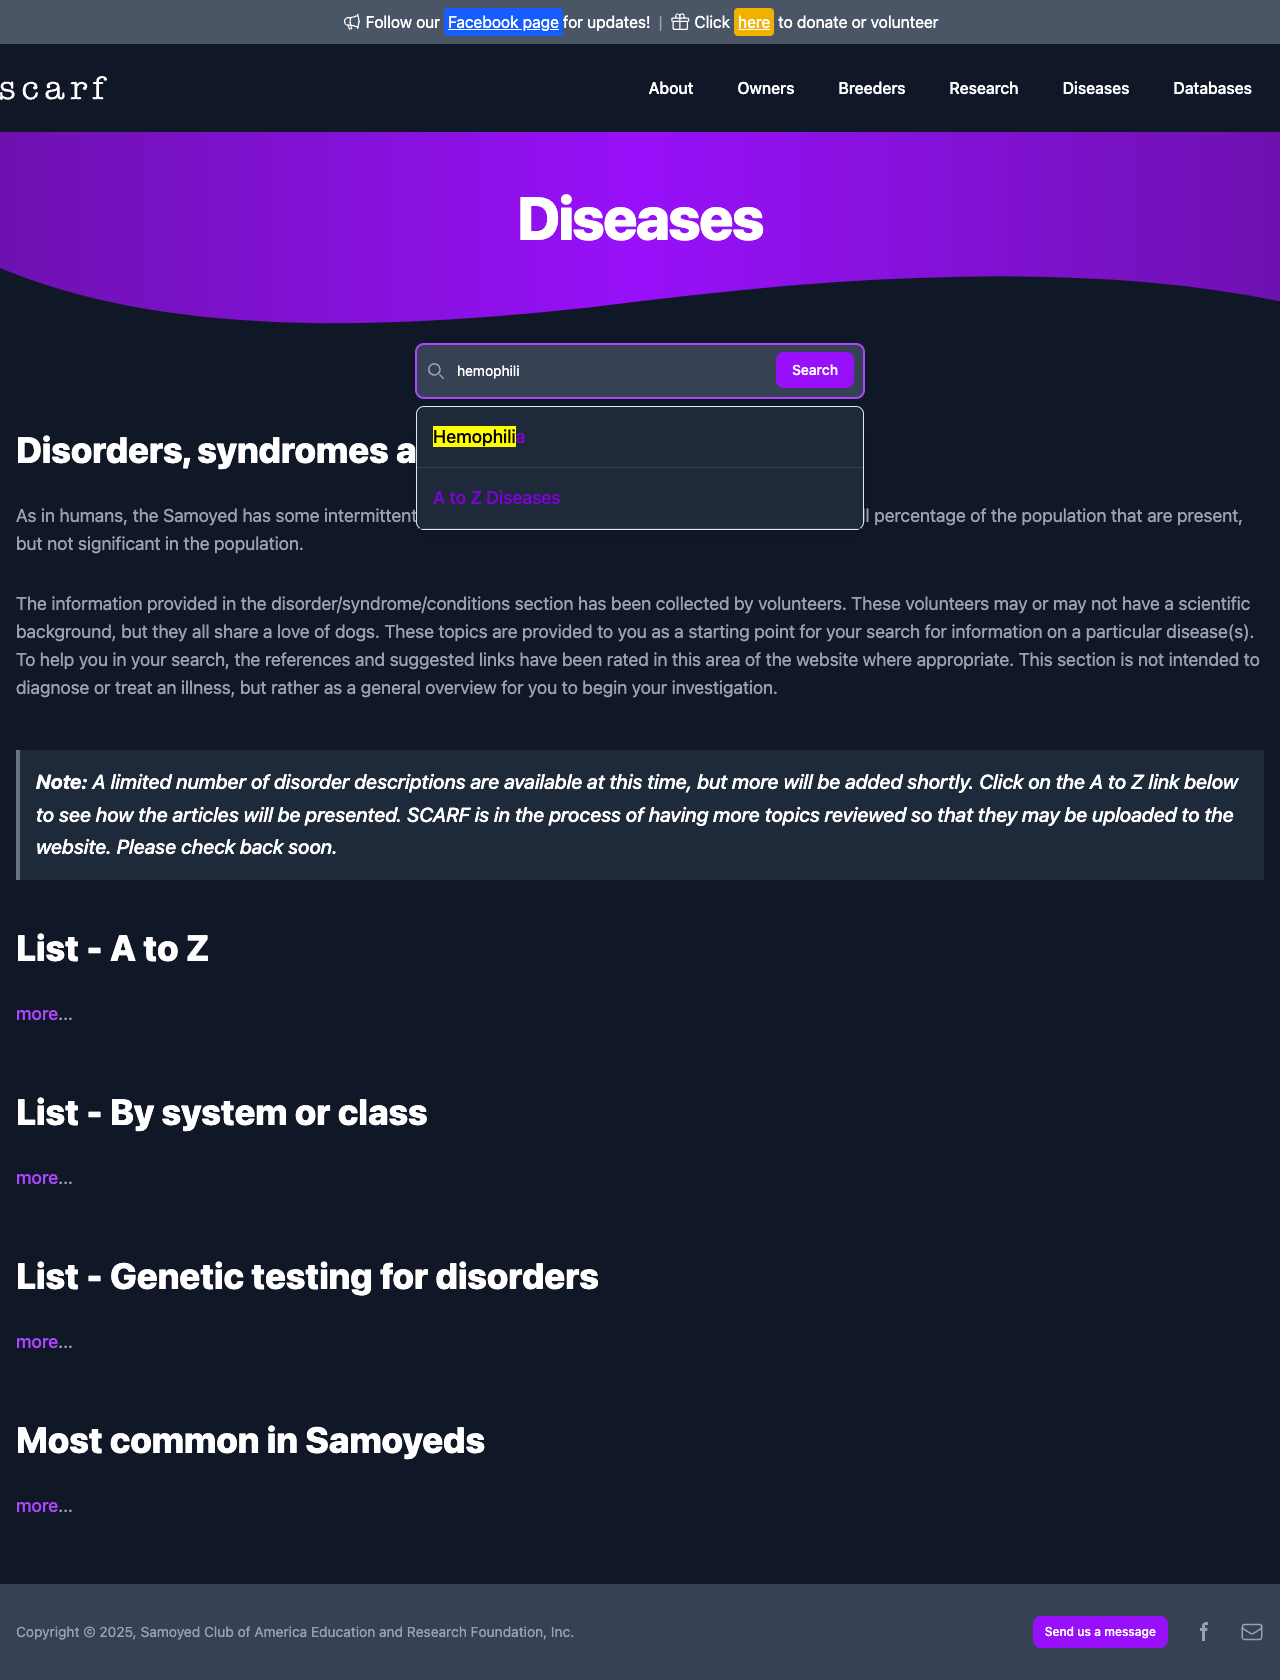 Follow our Facebook page for updates! | Click here to donate or volunteer
scarf
About Owners Breeders Research Diseases Databases
Diseases
hemophili Search
Hemophilia
A to Z Diseases
Disorders, syndromes a
As in humans, the Samoyed has some intermittent l percentage of the population that are present,
but not significant in the population.
The information provided in the disorder/syndrome/conditions section has been collected by volunteers. These volunteers may or may not have a scientific
background, but they all share a love of dogs. These topics are provided to you as a starting point for your search for information on a particular disease(s).
To help you in your search, the references and suggested links have been rated in this area of the website where appropriate. This section is not intended to
diagnose or treat an illness, but rather as a general overview for you to begin your investigation.
Note: A limited number of disorder descriptions are available at this time, but more will be added shortly. Click on the A to Z link below
to see how the articles will be presented. SCARF is in the process of having more topics reviewed so that they may be uploaded to the
website. Please check back soon.
List - A to Z
more...
List - By system or class
more...
List - Genetic testing for disorders
more...
Most common in Samoyeds
more...
Copyright © 2025, Samoyed Club of America Education and Research Foundation, Inc. Send us a message